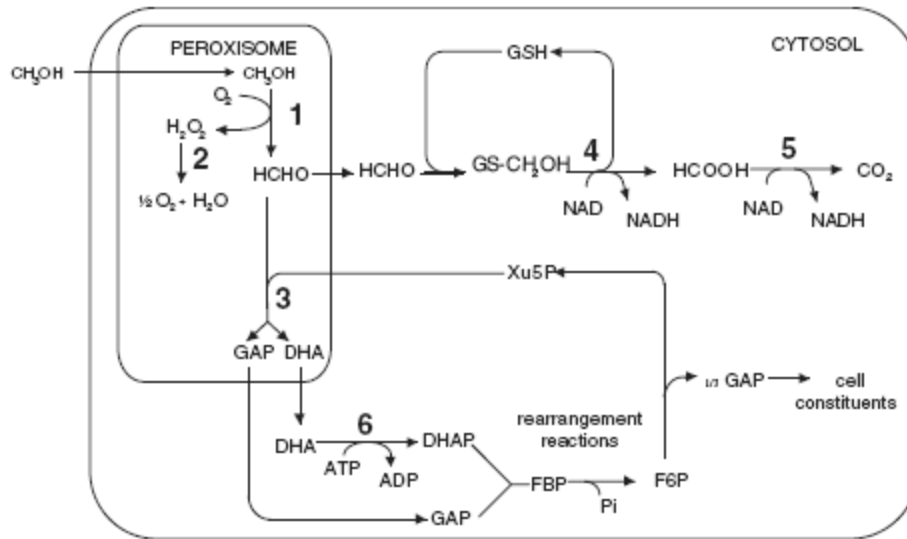 PEROXISOME
CYTOSOL
GSH
CH₃OH
CH₃OH
O₂
1
H₂O₂
2
HCHO
HCHO
GS-CH₂OH
4
HCOOH
5
CO₂
½ O₂ + H₂O
NAD
NADH
NAD
NADH
Xu5P
3
GAP
DHA
GAP
cell
constituents
rearrangement
reactions
DHA
6
DHAP
ATP
ADP
FBP
F6P
Pi
GAP